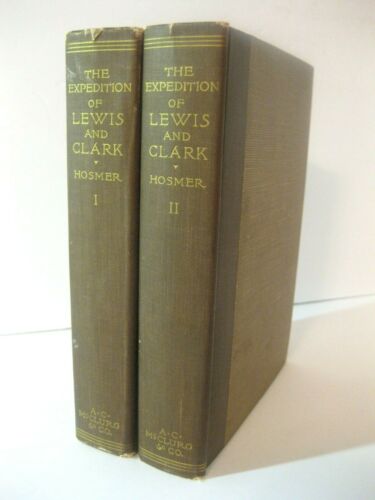 THE
EXPEDITION
OF
LEWIS
AND
CLARK
HOSMER
I
A·C·
McCLURG
& CO.
THE
EXPEDITION
OF
LEWIS
AND
CLARK
HOSMER
II
A·C·
McCLURG
& CO.